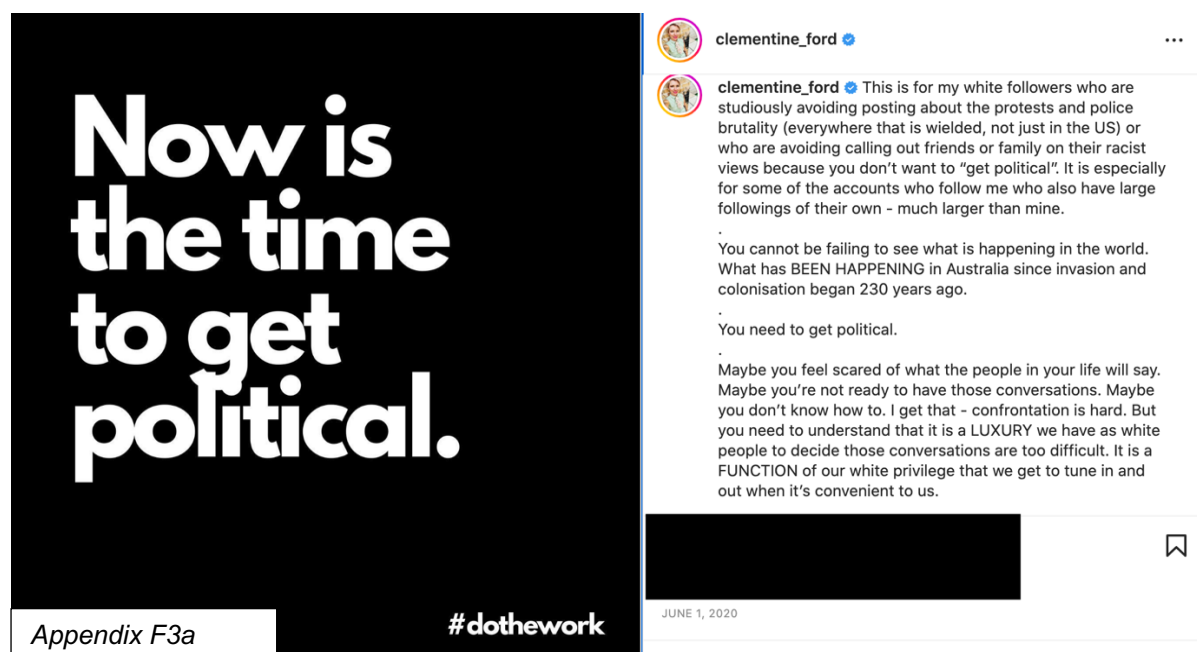 Now is
the time
to get
political.
#dothework
Appendix F3a
clementine_ford
...
clementine_ford This is for my white followers who are
studiously avoiding posting about the protests and police
brutality (everywhere that is wielded, not just in the US) or
who are avoiding calling out friends or family on their racist
views because you don’t want to “get political”. It is especially
for some of the accounts who follow me who also have large
followings of their own - much larger than mine.
.
You cannot be failing to see what is happening in the world.
What has BEEN HAPPENING in Australia since invasion and
colonisation began 230 years ago.
.
You need to get political.
.
Maybe you feel scared of what the people in your life will say.
Maybe you’re not ready to have those conversations. Maybe
you don’t know how to. I get that - confrontation is hard. But
you need to understand that it is a LUXURY we have as white
people to decide those conversations are too difficult. It is a
FUNCTION of our white privilege that we get to tune in and
out when it’s convenient to us.
JUNE 1, 2020